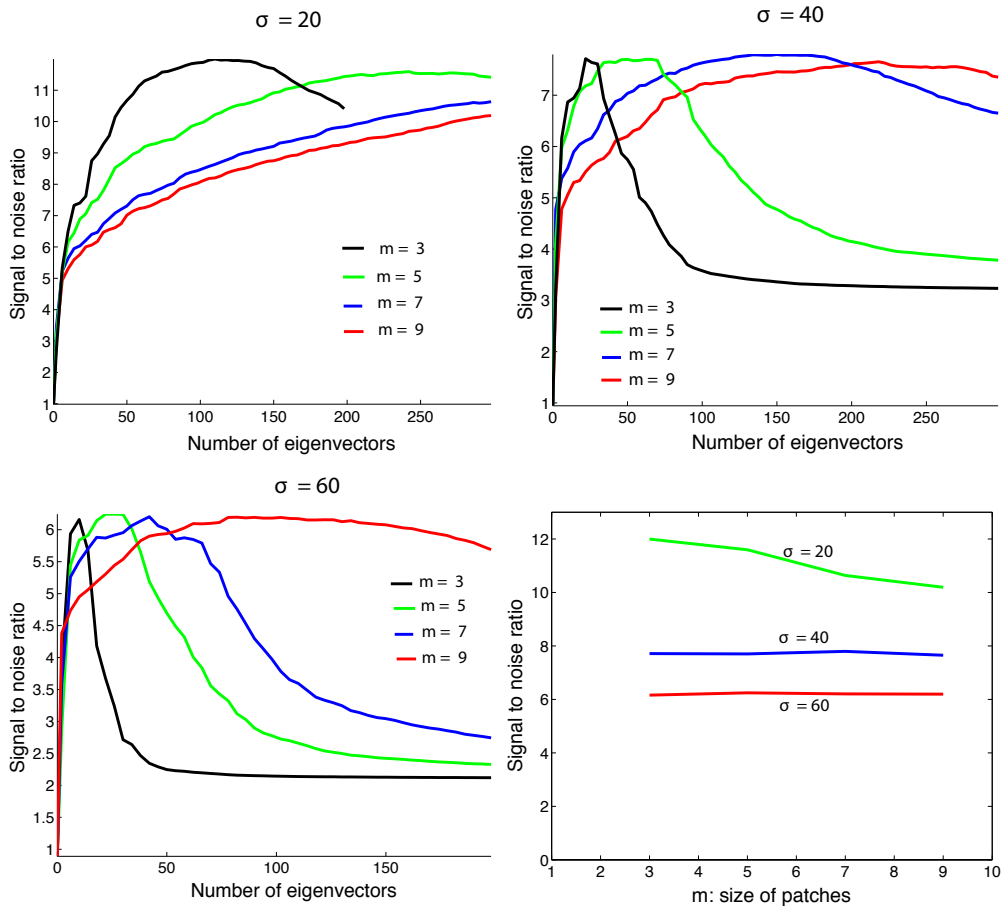 σ = 20
Signal to noise ratio
11
10
9
8
7
6
5
4
3
2
1
0 50 100 150 200 250
Number of eigenvectors
m = 3
m = 5
m = 7
m = 9
σ = 40
Signal to noise ratio
7
6
5
4
3
2
1
0 50 100 150 200 250
Number of eigenvectors
m = 3
m = 5
m = 7
m = 9
σ = 60
Signal to noise ratio
6
5.5
5
4.5
4
3.5
3
2.5
2
1.5
1
0 50 100 150
Number of eigenvectors
m = 3
m = 5
m = 7
m = 9
Signal to noise ratio
12
10
8
6
4
2
0
1 2 3 4 5 6 7 8 9 10
m: size of patches
σ = 20
σ = 40
σ = 60